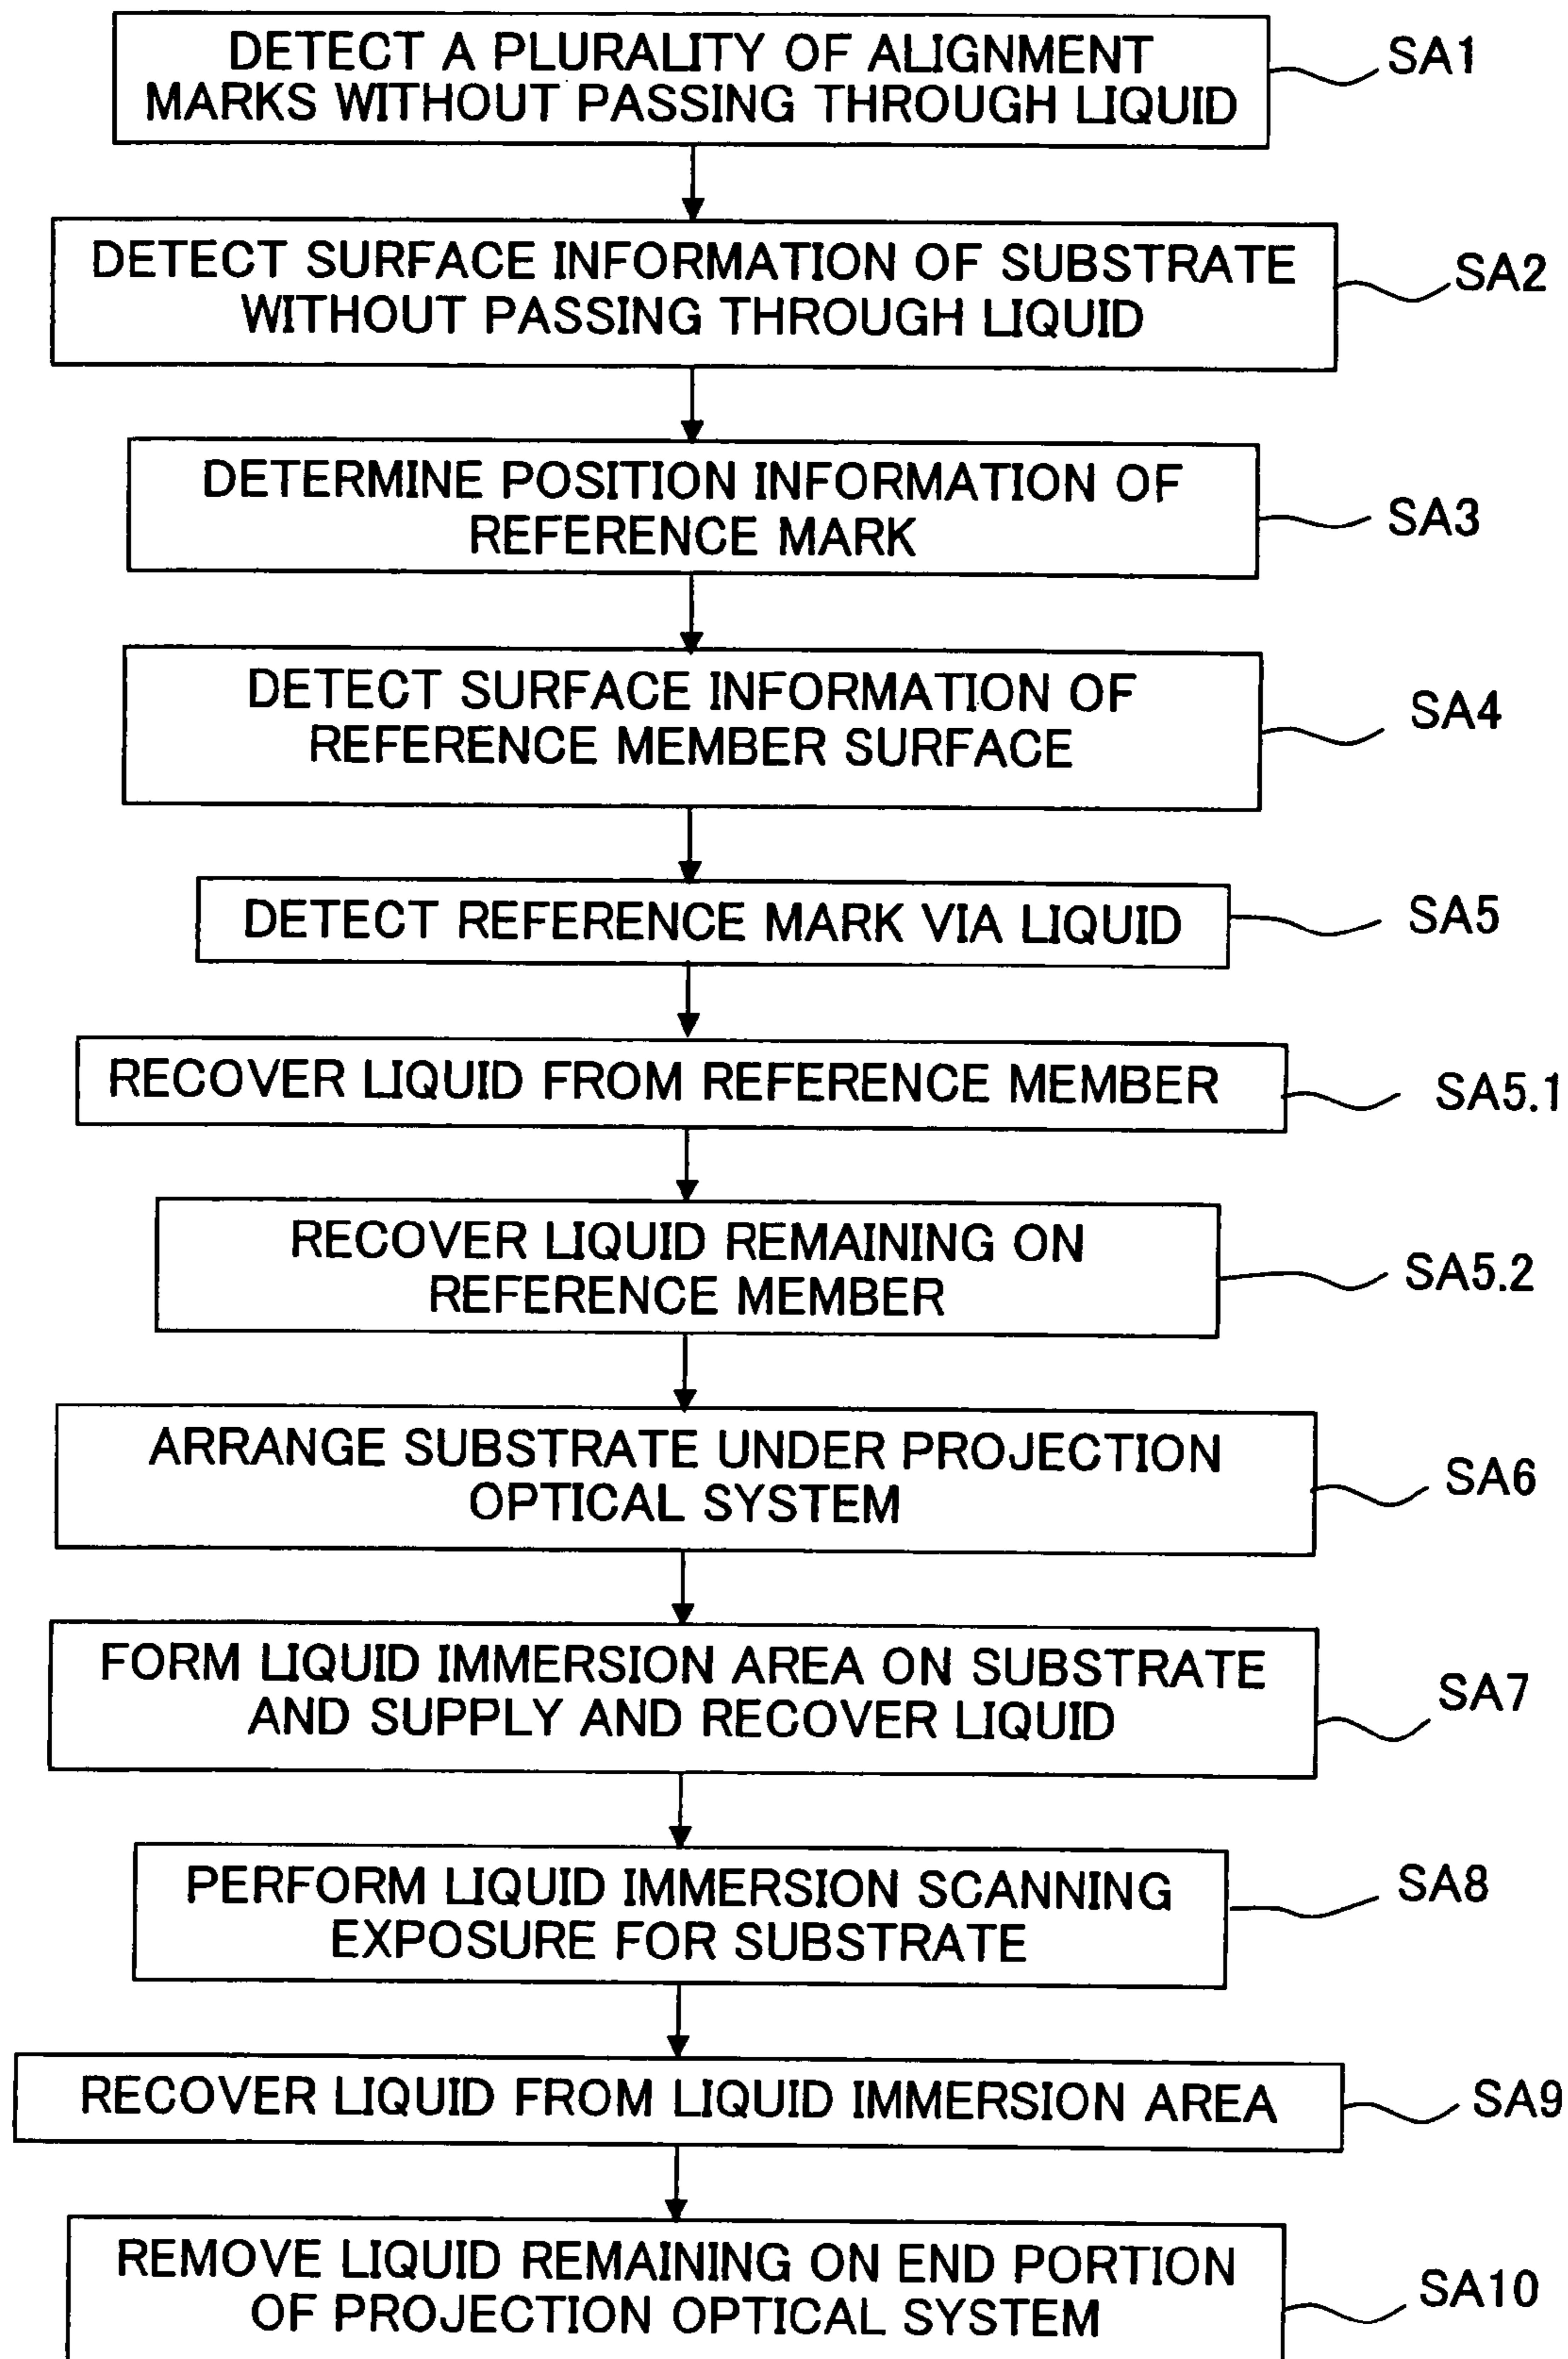 DETECT A PLURALITY OF ALIGNMENT
MARKS WITHOUT PASSING THROUGH LIQUID
SA1
DETECT SURFACE INFORMATION OF SUBSTRATE
WITHOUT PASSING THROUGH LIQUID
SA2
DETERMINE POSITION INFORMATION OF
REFERENCE MARK
SA3
DETECT SURFACE INFORMATION OF
REFERENCE MEMBER SURFACE
SA4
DETECT REFERENCE MARK VIA LIQUID
SA5
RECOVER LIQUID FROM REFERENCE MEMBER
SA5.1
RECOVER LIQUID REMAINING ON
REFERENCE MEMBER
SA5.2
ARRANGE SUBSTRATE UNDER PROJECTION
OPTICAL SYSTEM
SA6
FORM LIQUID IMMERSION AREA ON SUBSTRATE
AND SUPPLY AND RECOVER LIQUID
SA7
PERFORM LIQUID IMMERSION SCANNING
EXPOSURE FOR SUBSTRATE
SA8
RECOVER LIQUID FROM LIQUID IMMERSION AREA
SA9
REMOVE LIQUID REMAINING ON END PORTION
OF PROJECTION OPTICAL SYSTEM
SA10